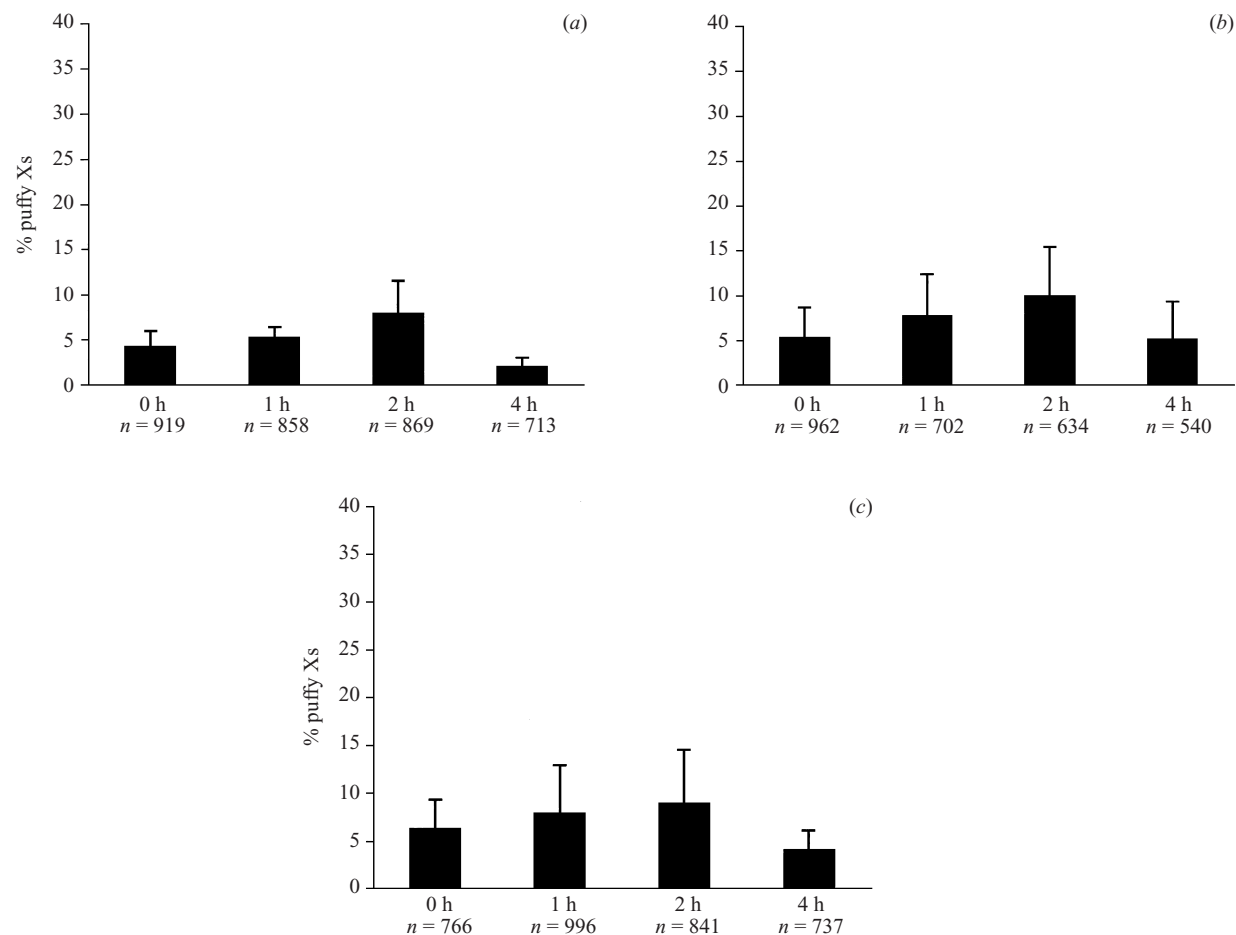 (a)
% puffy Xs
40
35
30
25
20
15
10
5
0
0 h 1 h 2 h 4 h
n = 919 n = 858 n = 869 n = 713
(b)
40
35
30
25
20
15
10
5
0
0 h 1 h 2 h 4 h
n = 962 n = 702 n = 634 n = 540
(c)
% puffy Xs
40
35
30
25
20
15
10
5
0
0 h 1 h 2 h 4 h
n = 766 n = 996 n = 841 n = 737